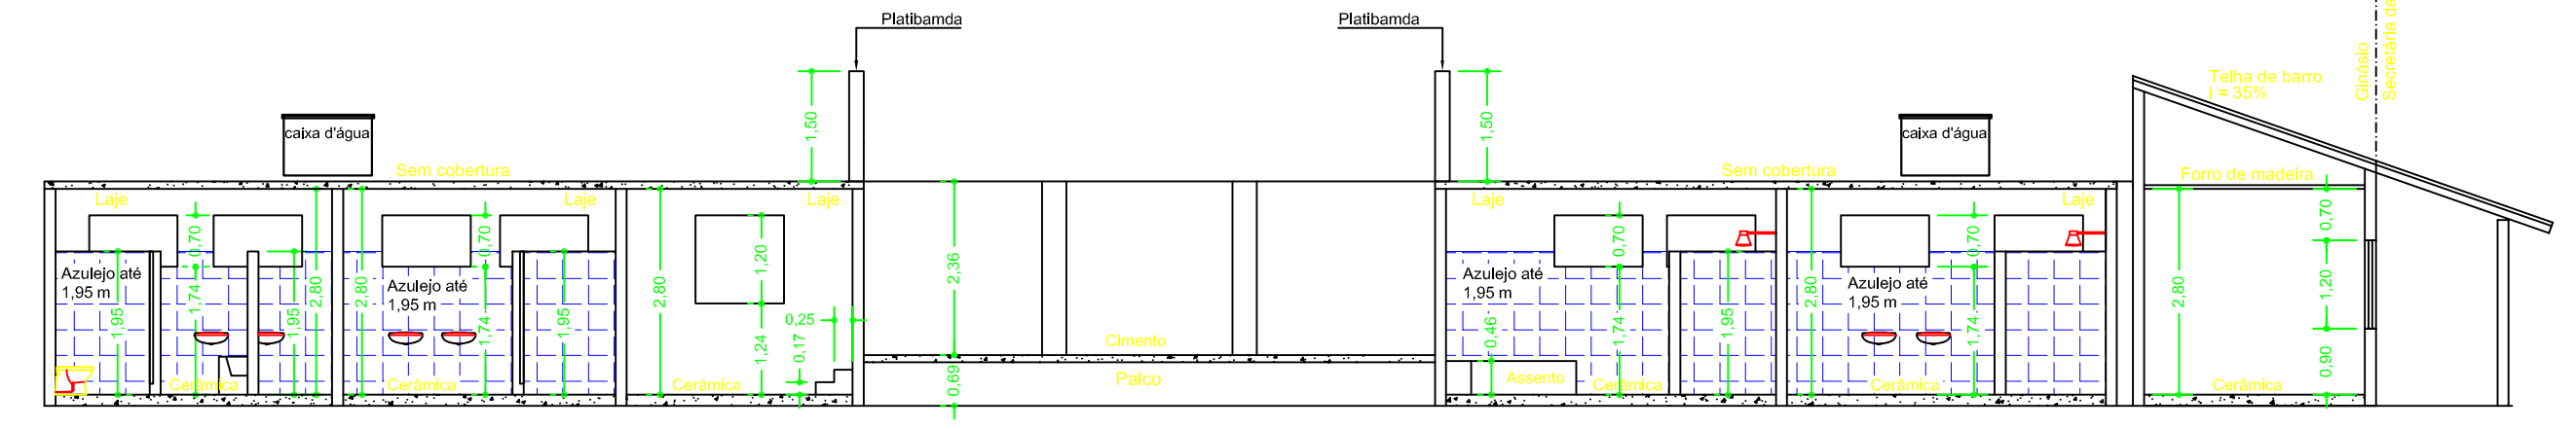 Platibamda
Platibamda
Ginásio
Secretária da
Telha de barro
i = 35%
1,50
1,50
caixa d'água
caixa d'água
Sem cobertura
Sem cobertura
Forro de madeira
Laje
Laje
Laje
Laje
Laje
0,70
0,70
0,70
0,70
0,70
Azulejo até
1,95 m
Azulejo até
1,95 m
Azulejo até
1,95 m
Azulejo até
1,95 m
1,95
1,74
1,95
2,80
2,80
1,74
1,95
2,80
1,20
1,24
0,25
0,17
2,36
0,69
Cimento
Palco
0,46
Assento
1,74
1,95
2,80
1,74
2,80
1,20
0,90
Cerâmica
Cerâmica
Cerâmica
Cerâmica
Cerâmica
Cerâmica